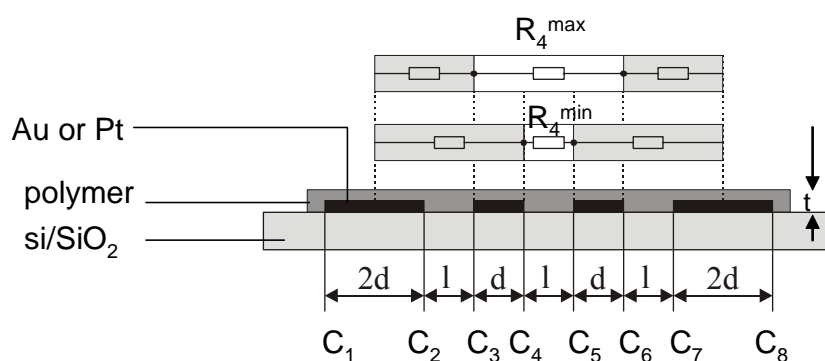 R₄ᵐᵃˣ
R₄ᵐⁱⁿ
Au or Pt
polymer
si/SiO₂
t
2d l d l d l 2d
C₁ C₂ C₃ C₄ C₅ C₆ C₇ C₈